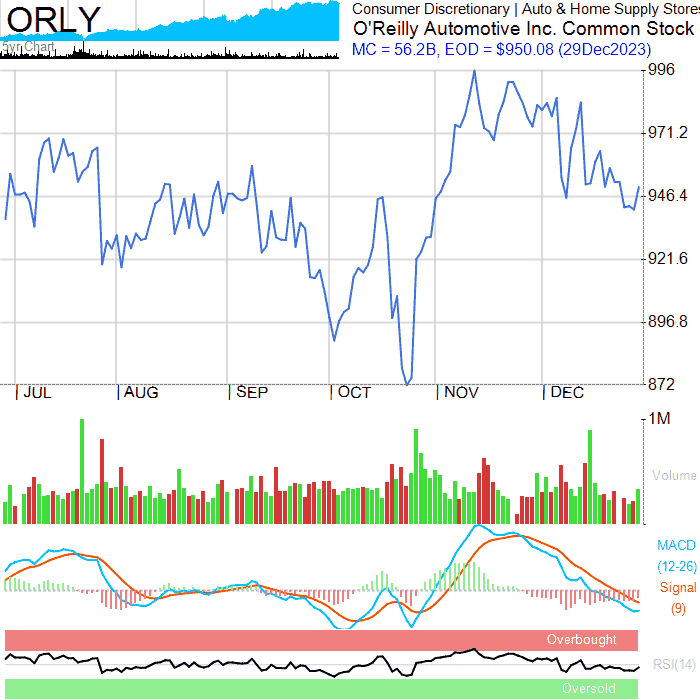 ORLY
5yr Chart
Consumer Discretionary | Auto & Home Supply Stores
O'Reilly Automotive Inc. Common Stock
MC = 56.2B, EOD = $950.08 (29Dec2023)
996
971.2
946.4
921.6
896.8
872
JUL AUG SEP OCT NOV DEC
1M
Volume
MACD
(12-26)
Signal
(9)
Overbought
RSI(14)
Oversold